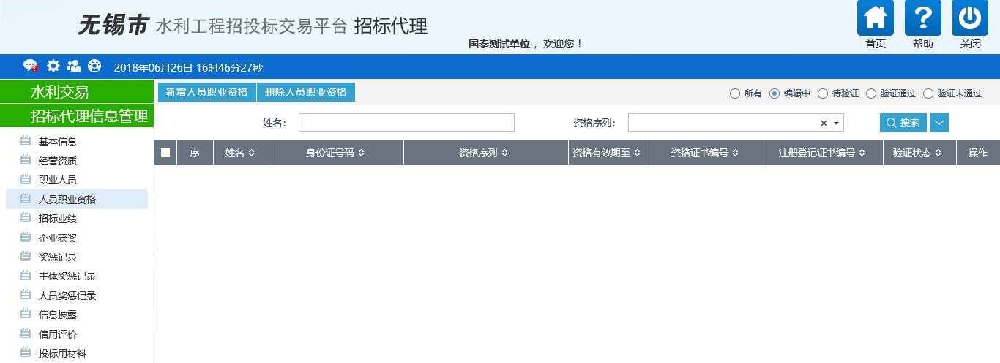 无锡市 水利工程招投标交易平台 招标代理
国泰测试单位 ，欢迎您！
首页 帮助 关闭
2018年06月26日 16时46分27秒
水利交易
招标代理信息管理
基本信息
经营资质
职业人员
人员职业资格
招标业绩
企业获奖
奖惩记录
主体奖惩记录
人员奖惩记录
信息披露
信用评价
投标用材料
新增人员职业资格 删除人员职业资格 所有 编辑中 待验证 验证通过 验证未通过
姓名： 资格序列： 搜索
序 姓名 身份证号码 资格序列 资格有效期至 资格证书编号 注册登记证书编号 验证状态 操作